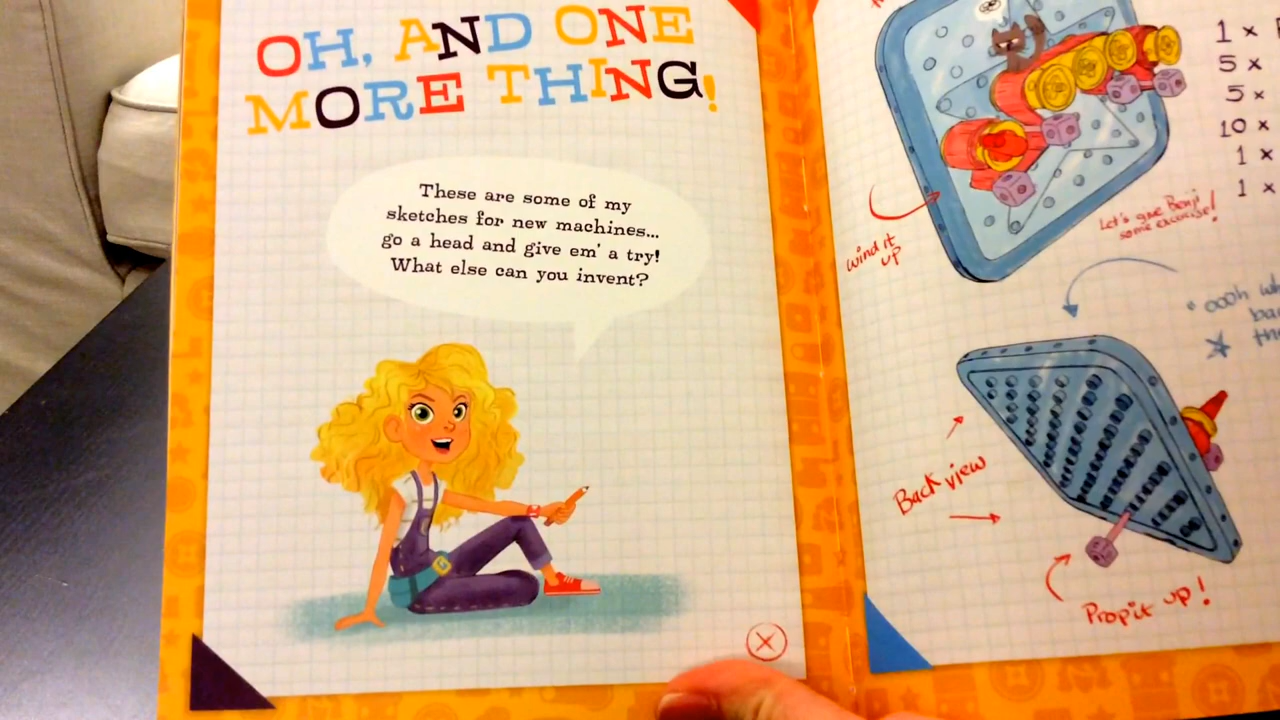 OH, AND ONE
MORE THING!
These are some of my
sketches for new machines...
go a head and give em' a try!
What else can you invent?
1 x
5 x
5 x
10 x
1 x
1 x
wind it
up
Let's give Benji
some exercise!
ooh
Back view
Prop it up!